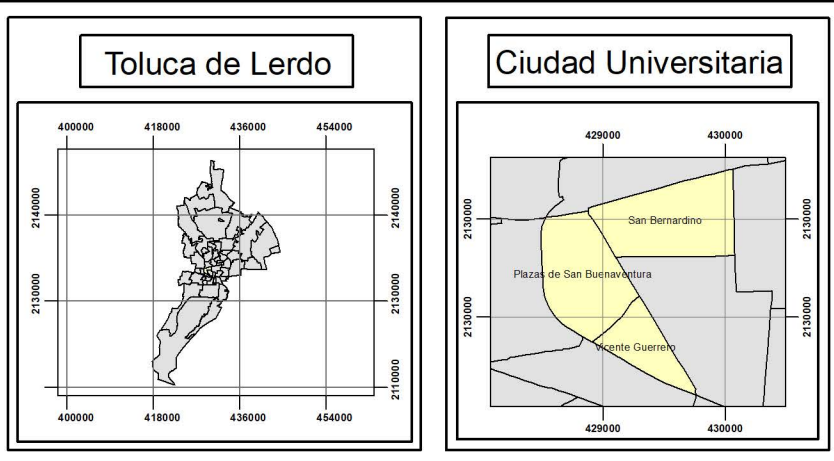 Toluca de Lerdo
400000 418000 436000 454000
2140000 2140000
2130000 2130000
2110000
400000 418000 436000 454000
Ciudad Universitaria
429000 430000
2130000 San Bernardino 2130000
Plazas de San Buenaventura
2130000 2130000
Vicente Guerrero
429000 430000